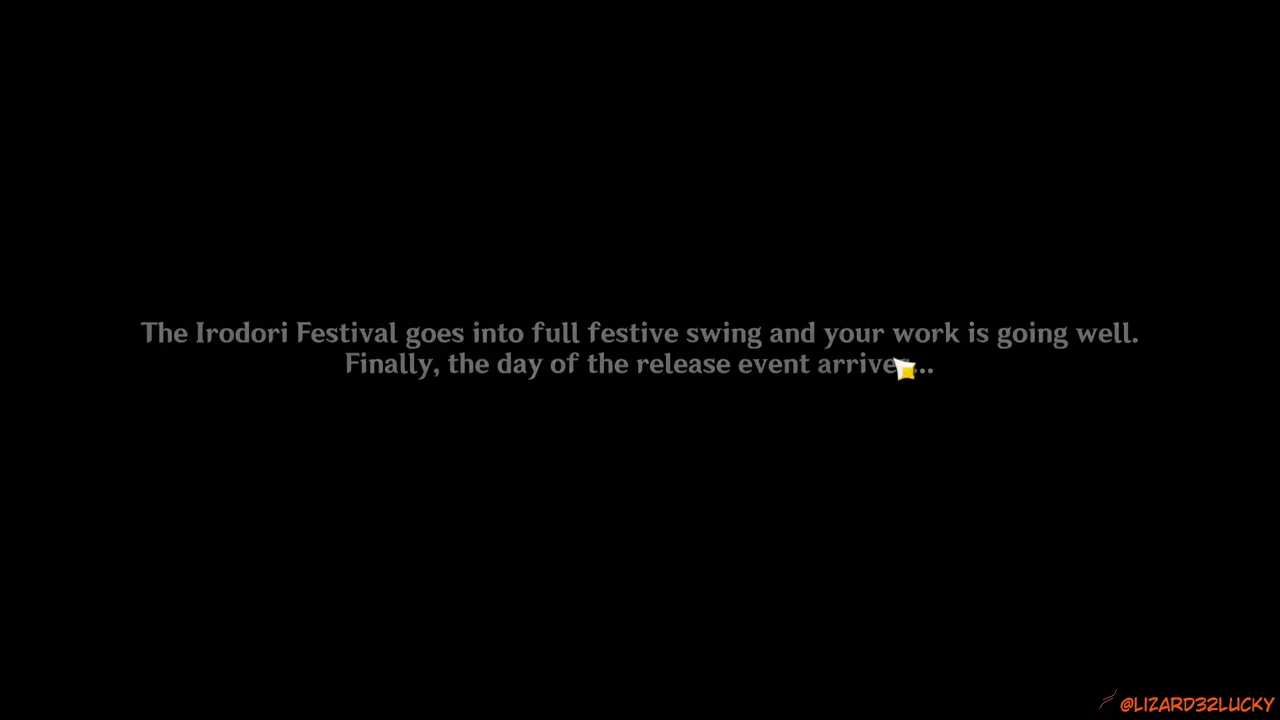 The Irodori Festival goes into full festive swing and your work is going well.
Finally, the day of the release event arrives...
@LIZARD32LUCKY